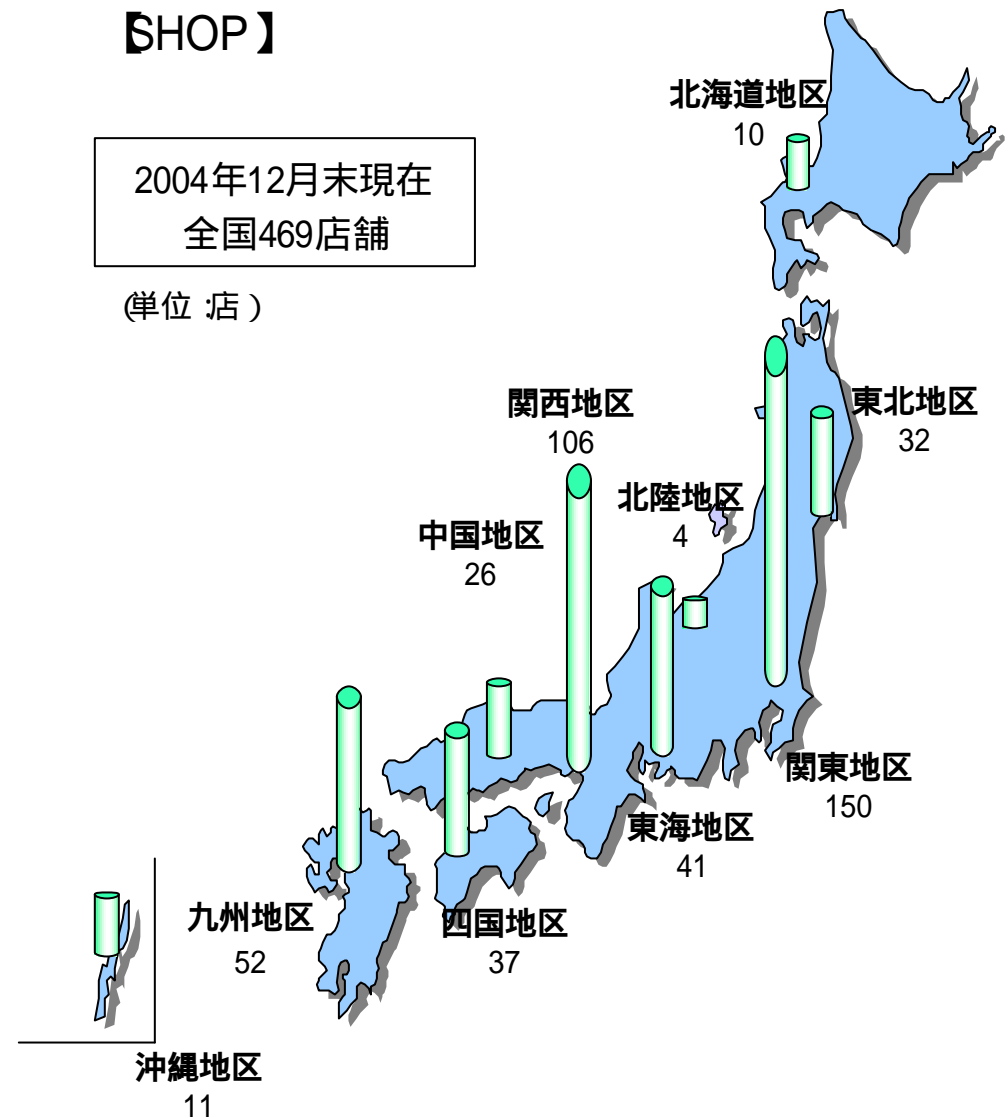 【SHOP】
2004年12月末現在
全国469店舗
(単位:店)
北海道地区
10
東北地区
32
関西地区
106
北陸地区
4
中国地区
26
関東地区
150
東海地区
41
九州地区
52
四国地区
37
沖縄地区
11